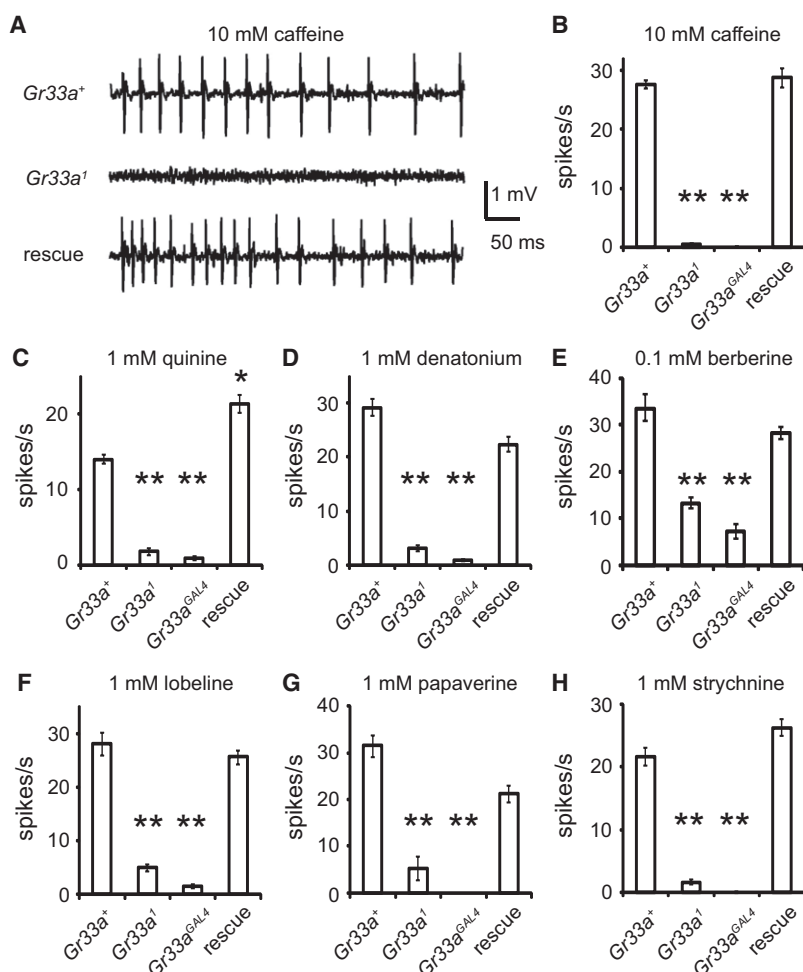 A
10 mM caffeine
Gr33a⁺
Gr33a¹
rescue
1 mV
50 ms
B
10 mM caffeine
spikes/s
30
20
10
0
**
**
Gr33a⁺
Gr33a¹
Gr33aᴳᴬᴸ⁴
rescue
C
1 mM quinine
spikes/s
20
10
0
**
**
*
Gr33a⁺
Gr33a¹
Gr33aᴳᴬᴸ⁴
rescue
D
1 mM denatonium
spikes/s
30
20
10
0
**
**
Gr33a⁺
Gr33a¹
Gr33aᴳᴬᴸ⁴
rescue
E
0.1 mM berberine
spikes/s
40
30
20
10
0
**
**
Gr33a⁺
Gr33a¹
Gr33aᴳᴬᴸ⁴
rescue
F
1 mM lobeline
spikes/s
30
20
10
0
**
**
Gr33a⁺
Gr33a¹
Gr33aᴳᴬᴸ⁴
rescue
G
1 mM papaverine
spikes/s
40
30
20
10
0
**
**
Gr33a⁺
Gr33a¹
Gr33aᴳᴬᴸ⁴
rescue
H
1 mM strychnine
spikes/s
30
20
10
0
**
**
Gr33a⁺
Gr33a¹
Gr33aᴳᴬᴸ⁴
rescue